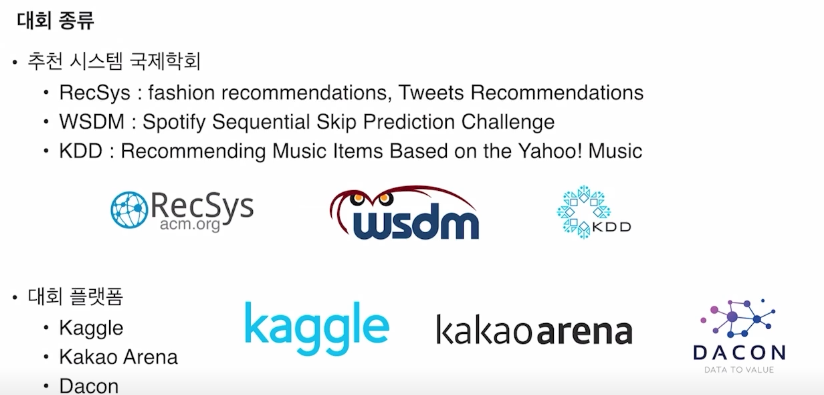 대회 종류
• 추천 시스템 국제학회
• RecSys : fashion recommendations, Tweets Recommendations
• WSDM : Spotify Sequential Skip Prediction Challenge
• KDD : Recommending Music Items Based on the Yahoo! Music
RecSys
acm.org
wsdm
KDD
• 대회 플랫폼
• Kaggle
• Kakao Arena
• Dacon
kaggle
kakaoarena
DACON
DATA TO VALUE